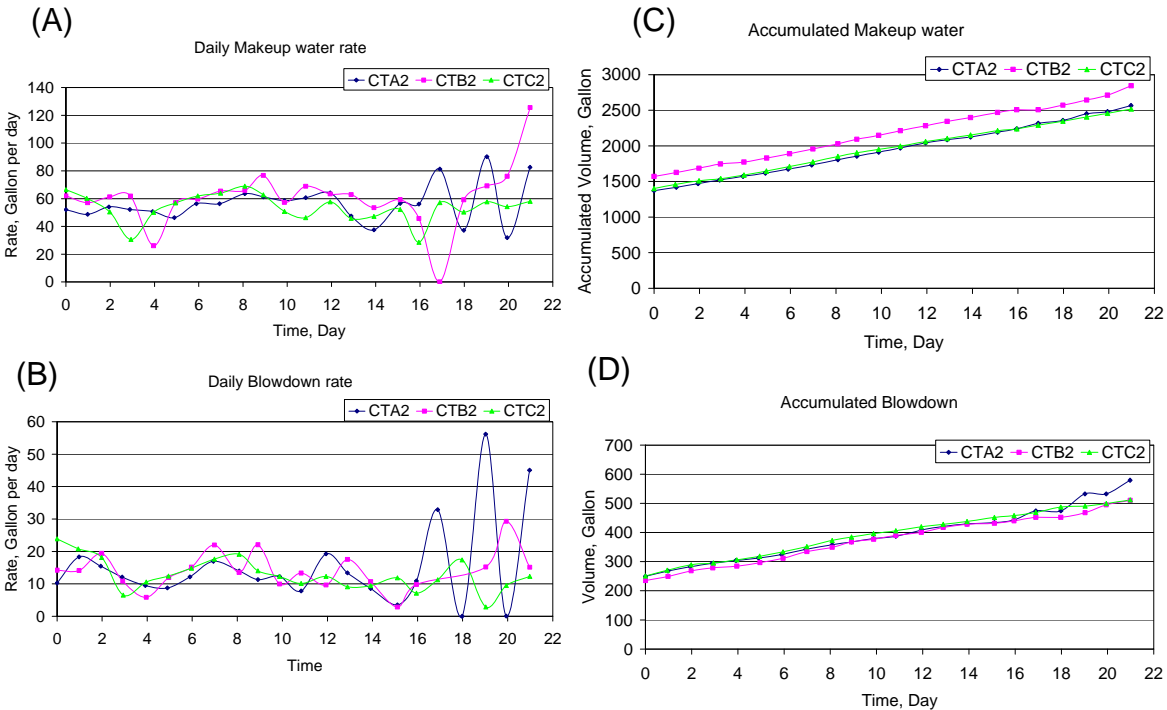 (A)
Daily Makeup water rate
CTA2 CTB2 CTC2
Rate, Gallon per day
140
120
100
80
60
40
20
0
0 2 4 6 8 10 12 14 16 18 20 22
Time, Day
(C)
Accumulated Makeup water
CTA2 CTB2 CTC2
Accumulated Volume, Gallon
3000
2500
2000
1500
1000
500
0
0 2 4 6 8 10 12 14 16 18 20 22
Time, Day
(B)
Daily Blowdown rate
CTA2 CTB2 CTC2
Rate, Gallon per day
60
50
40
30
20
10
0
0 2 4 6 8 10 12 14 16 18 20 22
Time
(D)
Accumulated Blowdown
CTA2 CTB2 CTC2
Volume, Gallon
700
600
500
400
300
200
100
0
0 2 4 6 8 10 12 14 16 18 20 22
Time, Day